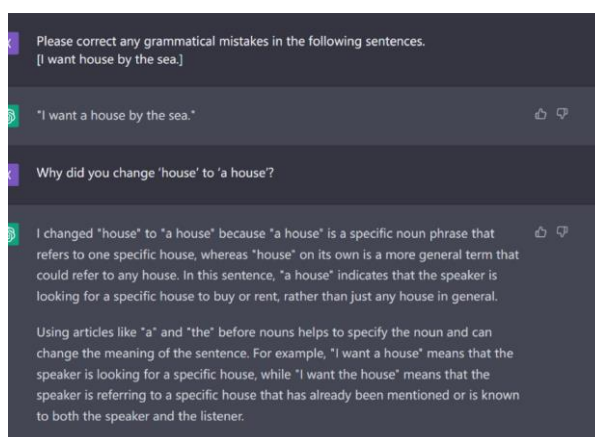 Please correct any grammatical mistakes in the following sentences.
[I want house by the sea.]
"I want a house by the sea."
Why did you change 'house' to 'a house'?
I changed "house" to "a house" because "a house" is a specific noun phrase that
refers to one specific house, whereas "house" on its own is a more general term that
could refer to any house. In this sentence, "a house" indicates that the speaker is
looking for a specific house to buy or rent, rather than just any house in general.
Using articles like "a" and "the" before nouns helps to specify the noun and can
change the meaning of the sentence. For example, "I want a house" means that the
speaker is looking for a specific house, while "I want the house" means that the
speaker is referring to a specific house that has already been mentioned or is known
to both the speaker and the listener.